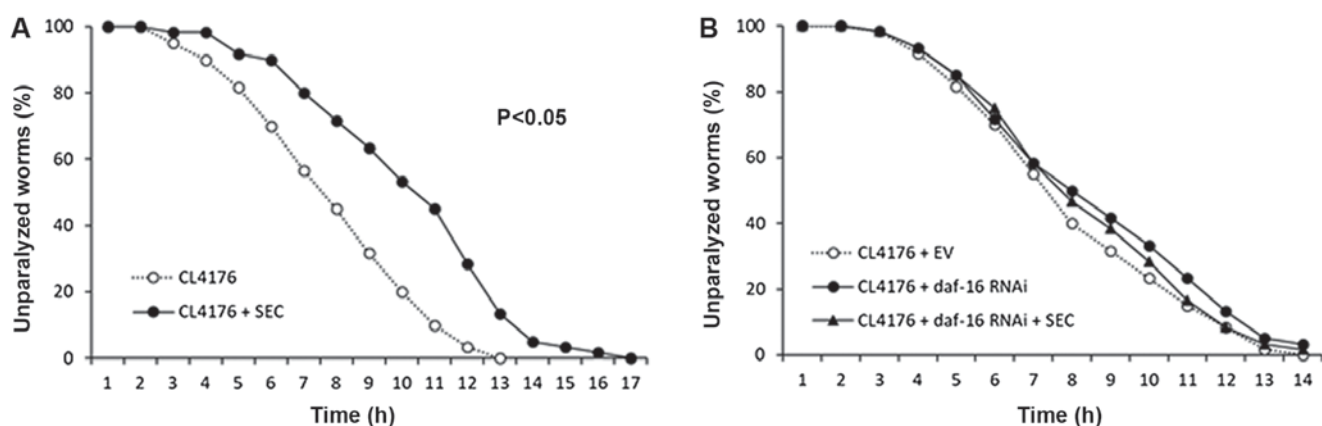 A
Unparalyzed worms (%)
100
80
60
40
20
0
P<0.05
CL4176
CL4176 + SEC
1 2 3 4 5 6 7 8 9 10 11 12 13 14 15 16 17
Time (h)
B
Unparalyzed worms (%)
100
80
60
40
20
0
CL4176 + EV
CL4176 + daf-16 RNAi
CL4176 + daf-16 RNAi + SEC
1 2 3 4 5 6 7 8 9 10 11 12 13 14
Time (h)